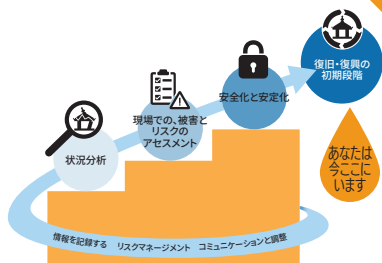 状況分析
現場での、被害と
リスクの
アセスメント
安全化と安定化
復旧・復興の
初期段階
あなたは
今ここに
います
情報を記録する リスクマネージメント コミュニケーションと調整